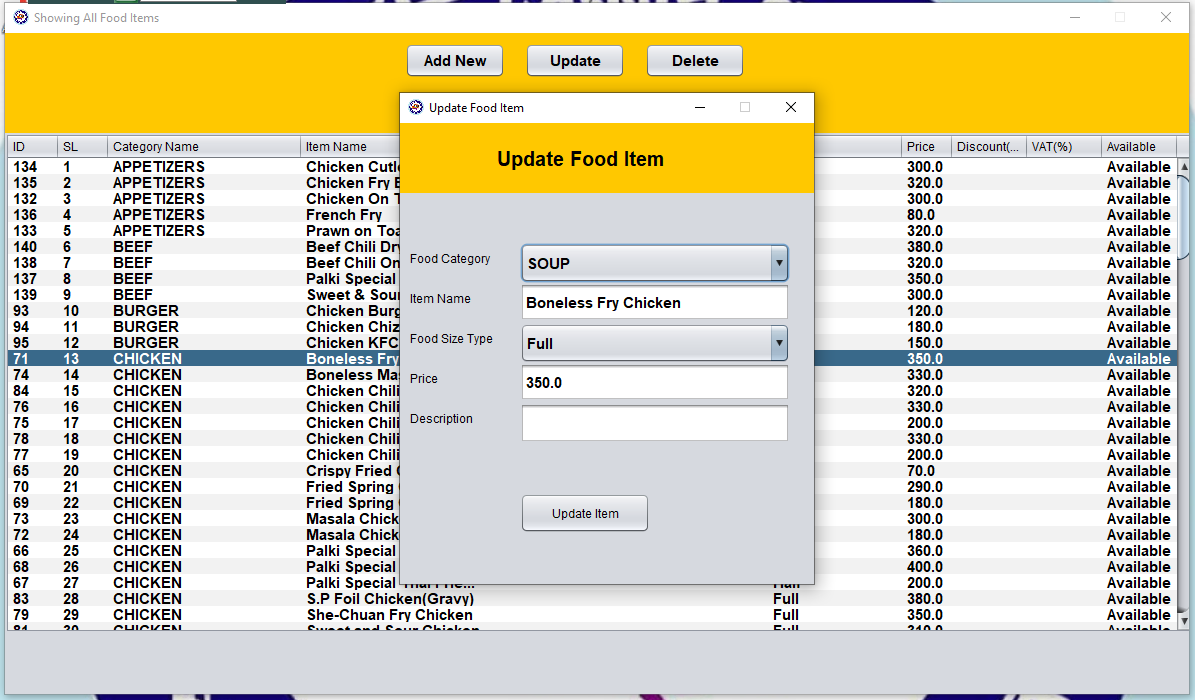 Showing All Food Items
Add New Update Delete
Update Food Item
Update Food Item
ID SL Category Name Item Name Price Discount(... VAT(%) Available
134 1 APPETIZERS Chicken 300.0 Available
135 2 APPETIZERS Chicken Fry 320.0 Available
132 3 APPETIZERS Chicken On 300.0 Available
136 4 APPETIZERS French Fry 80.0 Available
133 5 APPETIZERS Prawn on 320.0 Available
140 6 BEEF Beef Chili 380.0 Available
138 7 BEEF Beef Chili 320.0 Available
137 8 BEEF Palki Special 350.0 Available
139 9 BEEF Sweet & 300.0 Available
93 10 BURGER Chicken 120.0 Available
94 11 BURGER Chicken 180.0 Available
95 12 BURGER Chicken KFC 150.0 Available
71 13 CHICKEN Boneless Fry 350.0 Available
74 14 CHICKEN Boneless 330.0 Available
84 15 CHICKEN Chicken Chili 320.0 Available
76 16 CHICKEN Chicken Chili 330.0 Available
75 17 CHICKEN Chicken Chili 200.0 Available
78 18 CHICKEN Chicken Chili 330.0 Available
77 19 CHICKEN Chicken Chili 200.0 Available
65 20 CHICKEN Crispy Fried 70.0 Available
70 21 CHICKEN Fried Spring 290.0 Available
69 22 CHICKEN Fried Spring 180.0 Available
73 23 CHICKEN Masala Chick 300.0 Available
72 24 CHICKEN Masala Chick 180.0 Available
66 25 CHICKEN Palki Special 360.0 Available
68 26 CHICKEN Palki Special 400.0 Available
67 27 CHICKEN Palki Special 200.0 Available
83 28 CHICKEN S.P Foil Chicken(Gravy) Full 380.0 Available
79 29 CHICKEN She-Chuan Fry Chicken Full 350.0 Available
81 30 CHICKEN Sweet and Sour Chicken Full 310.0 Available
Food Category SOUP
Item Name Boneless Fry Chicken
Food Size Type Full
Price 350.0
Description
Update Item